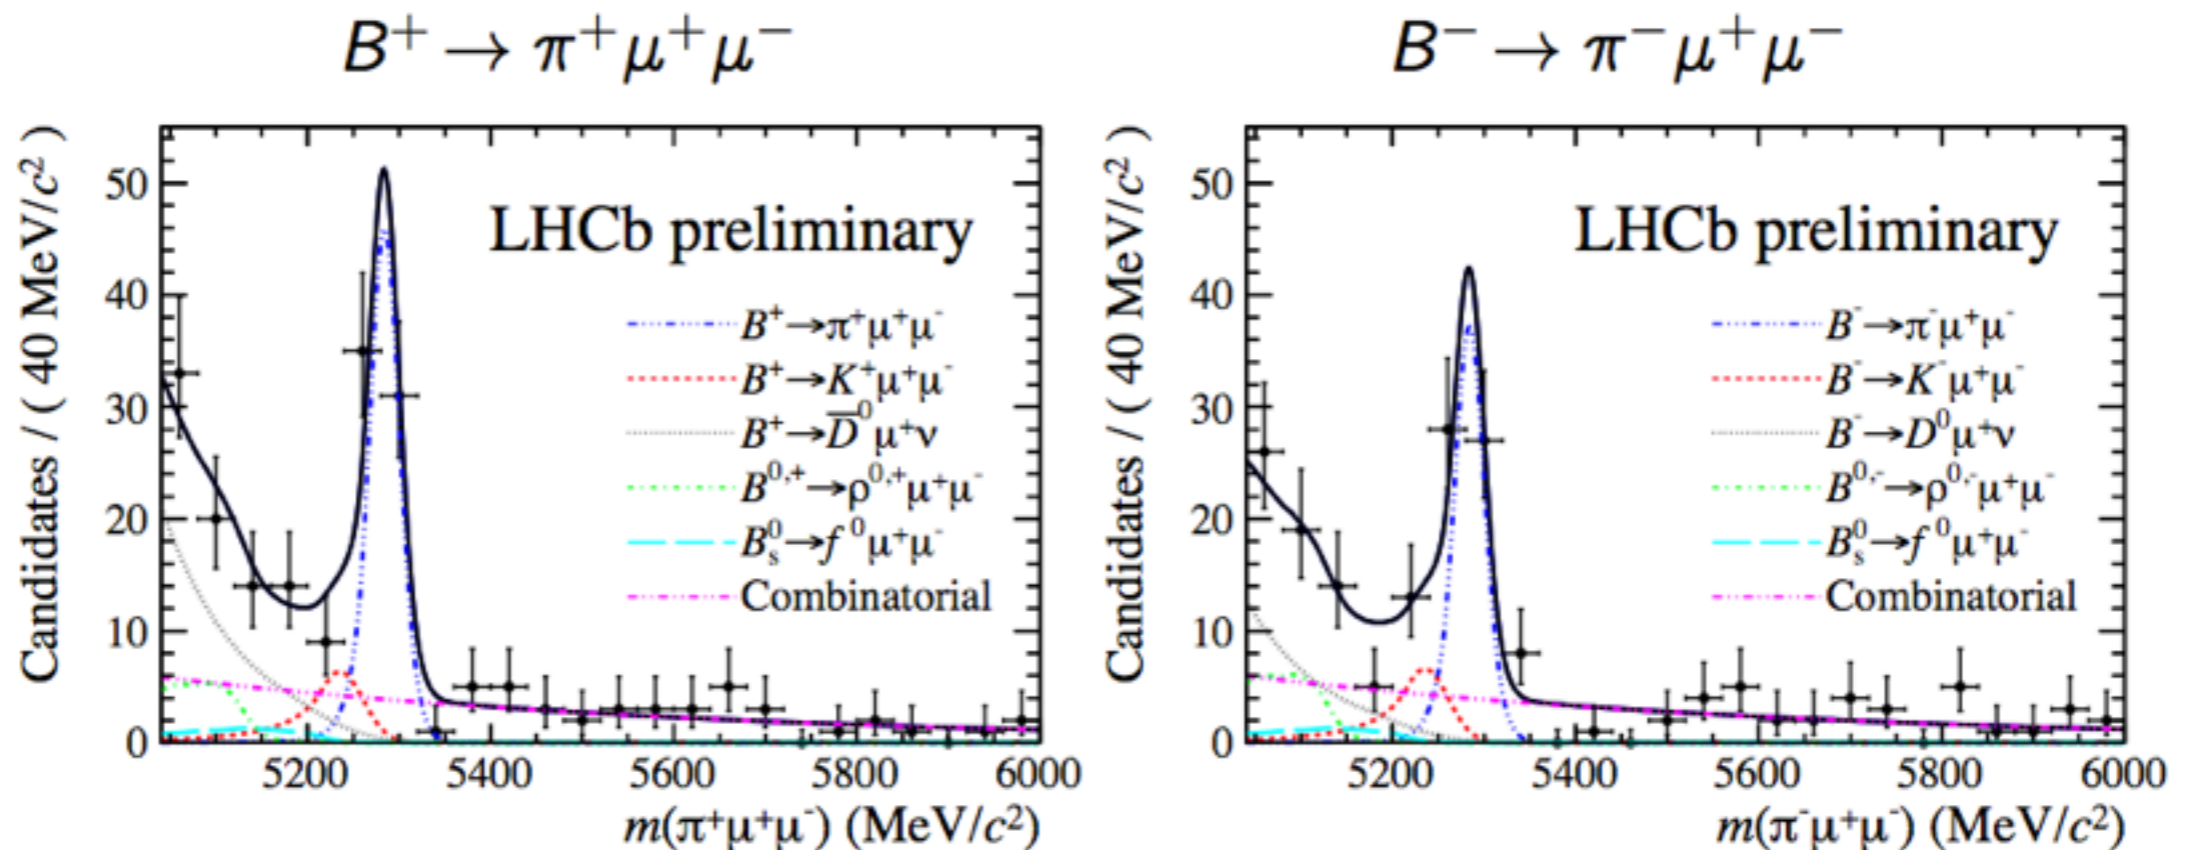 B⁺ → π⁺μ⁺μ⁻
Candidates / ( 40 MeV/c² )
50
40
30
20
10
0
LHCb preliminary
B⁺→π⁺μ⁺μ⁻
B⁺→K⁺μ⁺μ⁻
B⁺→D̅⁰μ⁺ν
B⁰,⁺→ρ⁰,⁺μ⁺μ⁻
B⁰ₛ→f⁰μ⁺μ⁻
Combinatorial
5200 5400 5600 5800 6000
m(π⁺μ⁺μ⁻) (MeV/c²)
B⁻ → π⁻μ⁺μ⁻
Candidates / ( 40 MeV/c² )
50
40
30
20
10
0
LHCb preliminary
B⁻→π⁻μ⁺μ⁻
B⁻→K⁻μ⁺μ⁻
B⁻→D⁰μ⁺ν
B⁰,⁻→ρ⁰,⁻μ⁺μ⁻
B⁰ₛ→f⁰μ⁺μ⁻
Combinatorial
5200 5400 5600 5800 6000
m(π⁻μ⁺μ⁻) (MeV/c²)